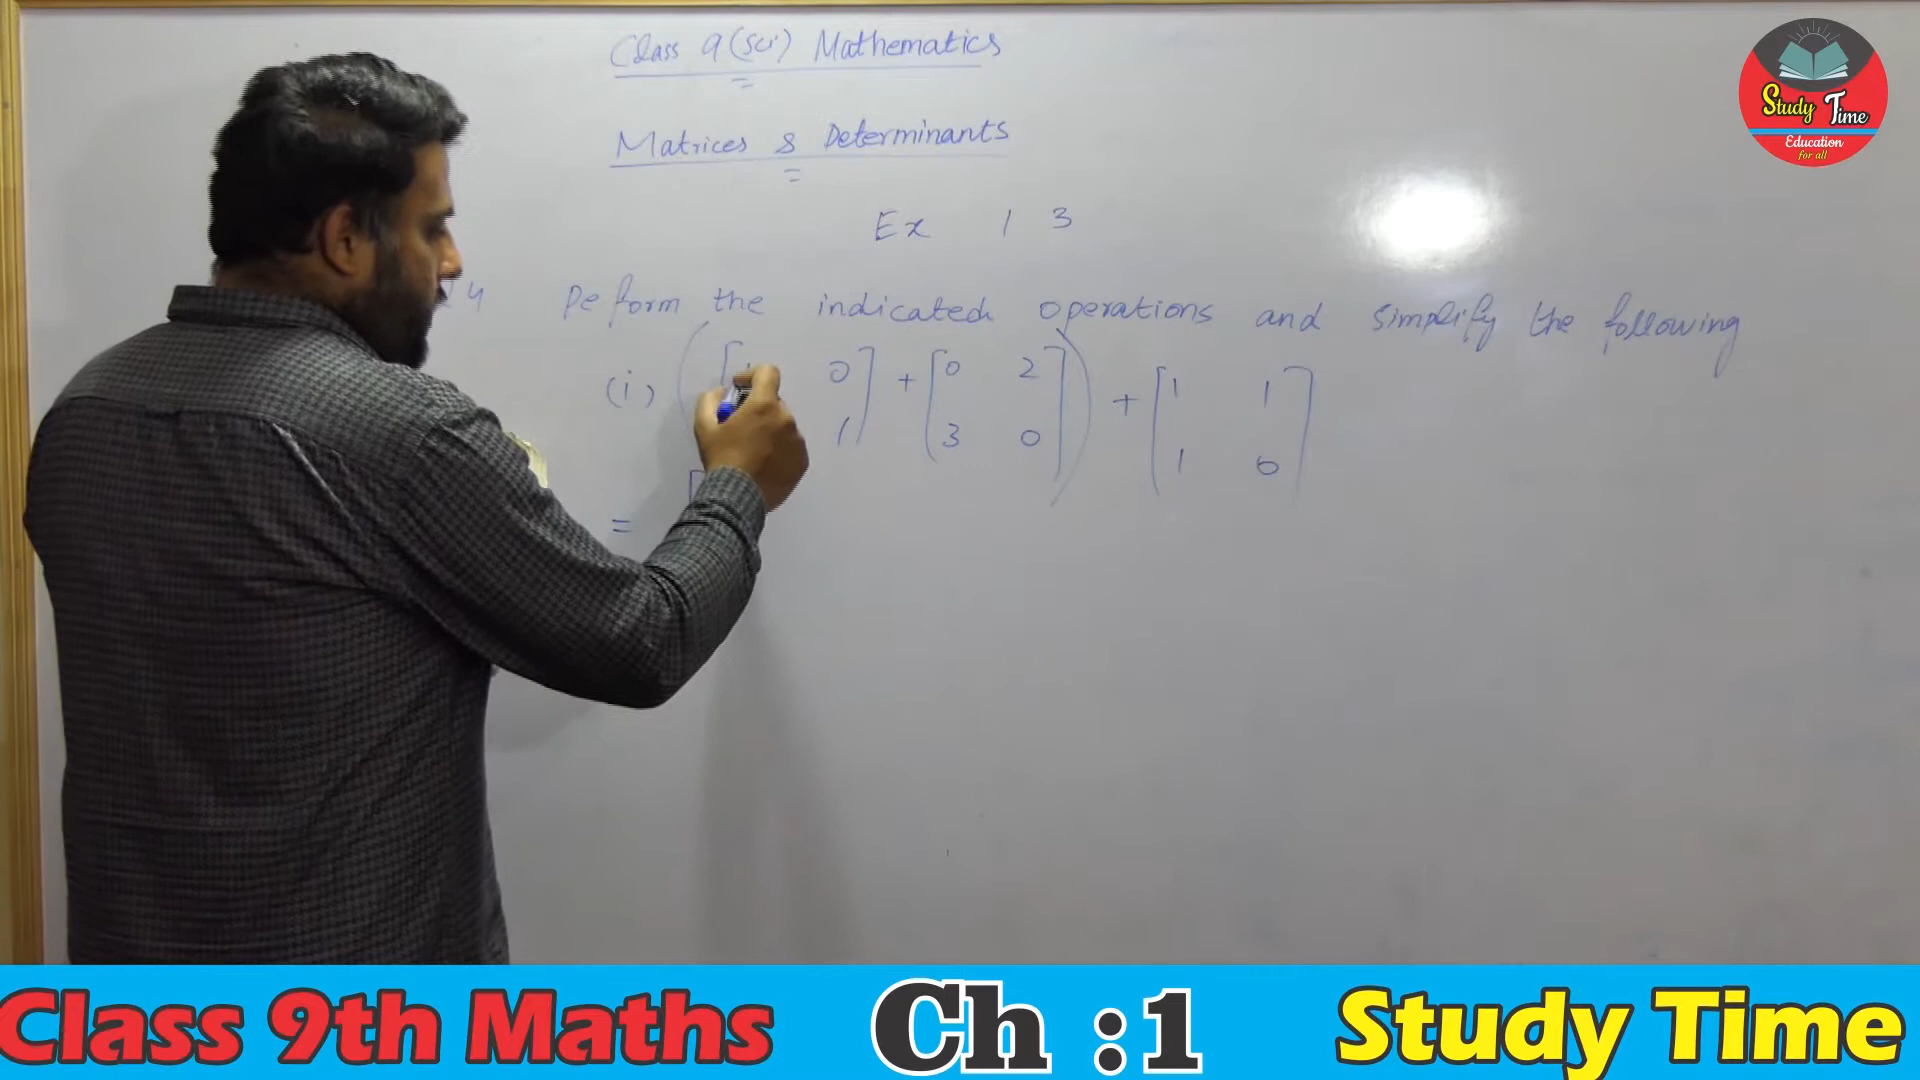 Class 9 (Sci) Mathematics
Matrices & Determinants
Ex 1 3
4 Peform the indicated operations and simplify the following
(i) ([ 0 ] + [ 0 2 ]) + [ 1 1 ]
1 3 0 1 0
= [
Study Time
Education
for all
Class 9th Maths Ch :1 Study Time